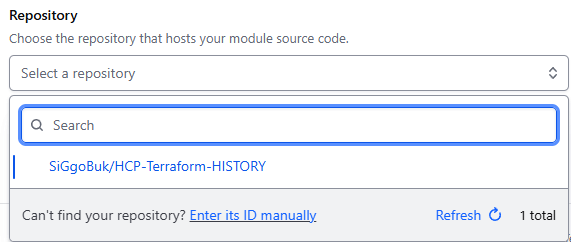 Repository
Choose the repository that hosts your module source code.
Select a repository
Search
SiGgoBuk/HCP-Terraform-HISTORY
Can't find your repository? Enter its ID manually Refresh 1 total